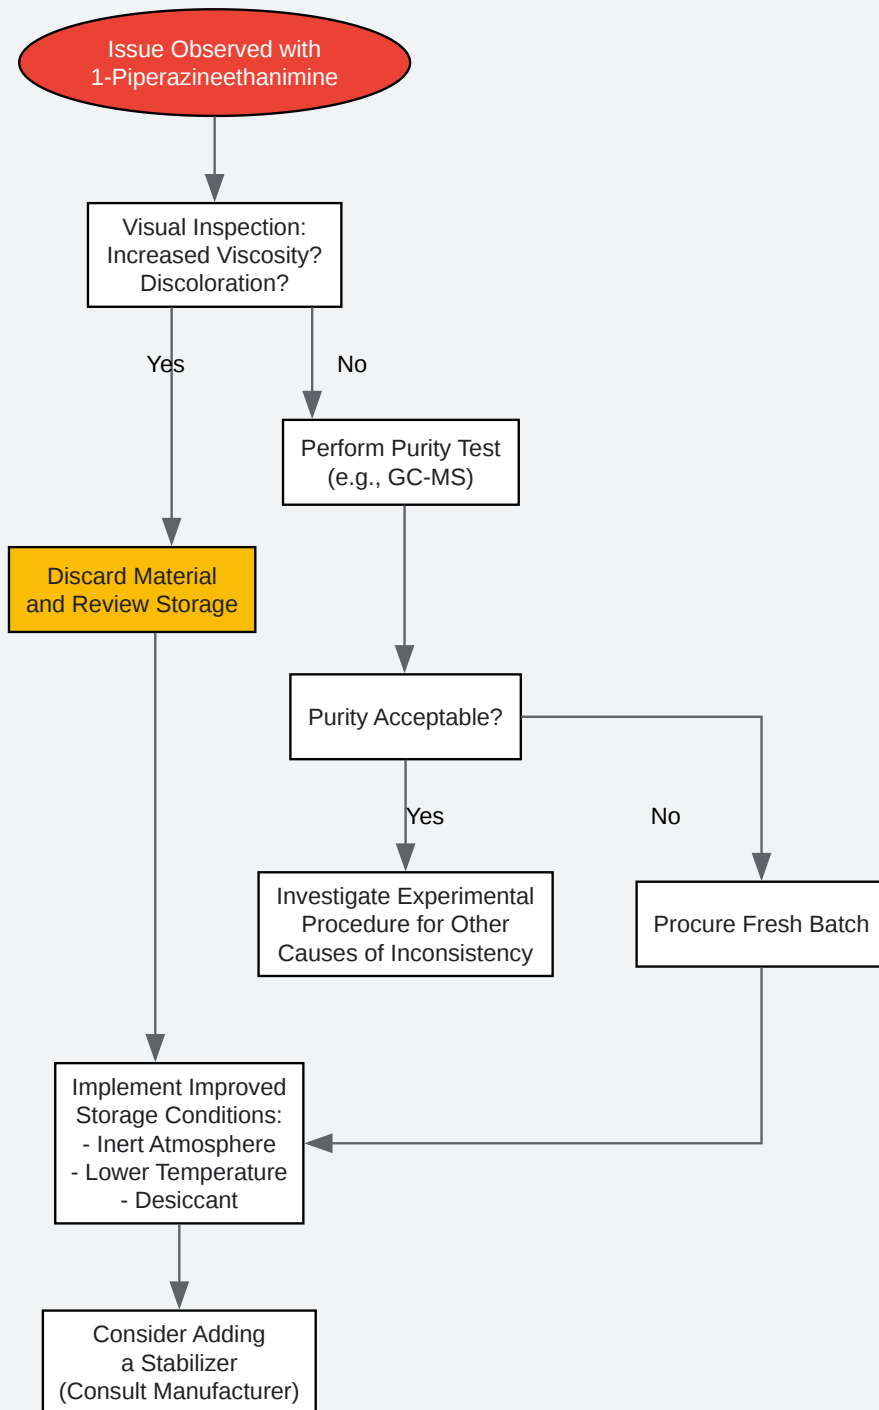 Issue Observed with
1-Piperazineethanimine
Visual Inspection:
Increased Viscosity?
Discoloration?
Yes
No
Perform Purity Test
(e.g., GC-MS)
Discard Material
and Review Storage
Purity Acceptable?
Yes
No
Investigate Experimental
Procedure for Other
Causes of Inconsistency
Procure Fresh Batch
Implement Improved
Storage Conditions:
- Inert Atmosphere
- Lower Temperature
- Desiccant
Consider Adding
a Stabilizer
(Consult Manufacturer)